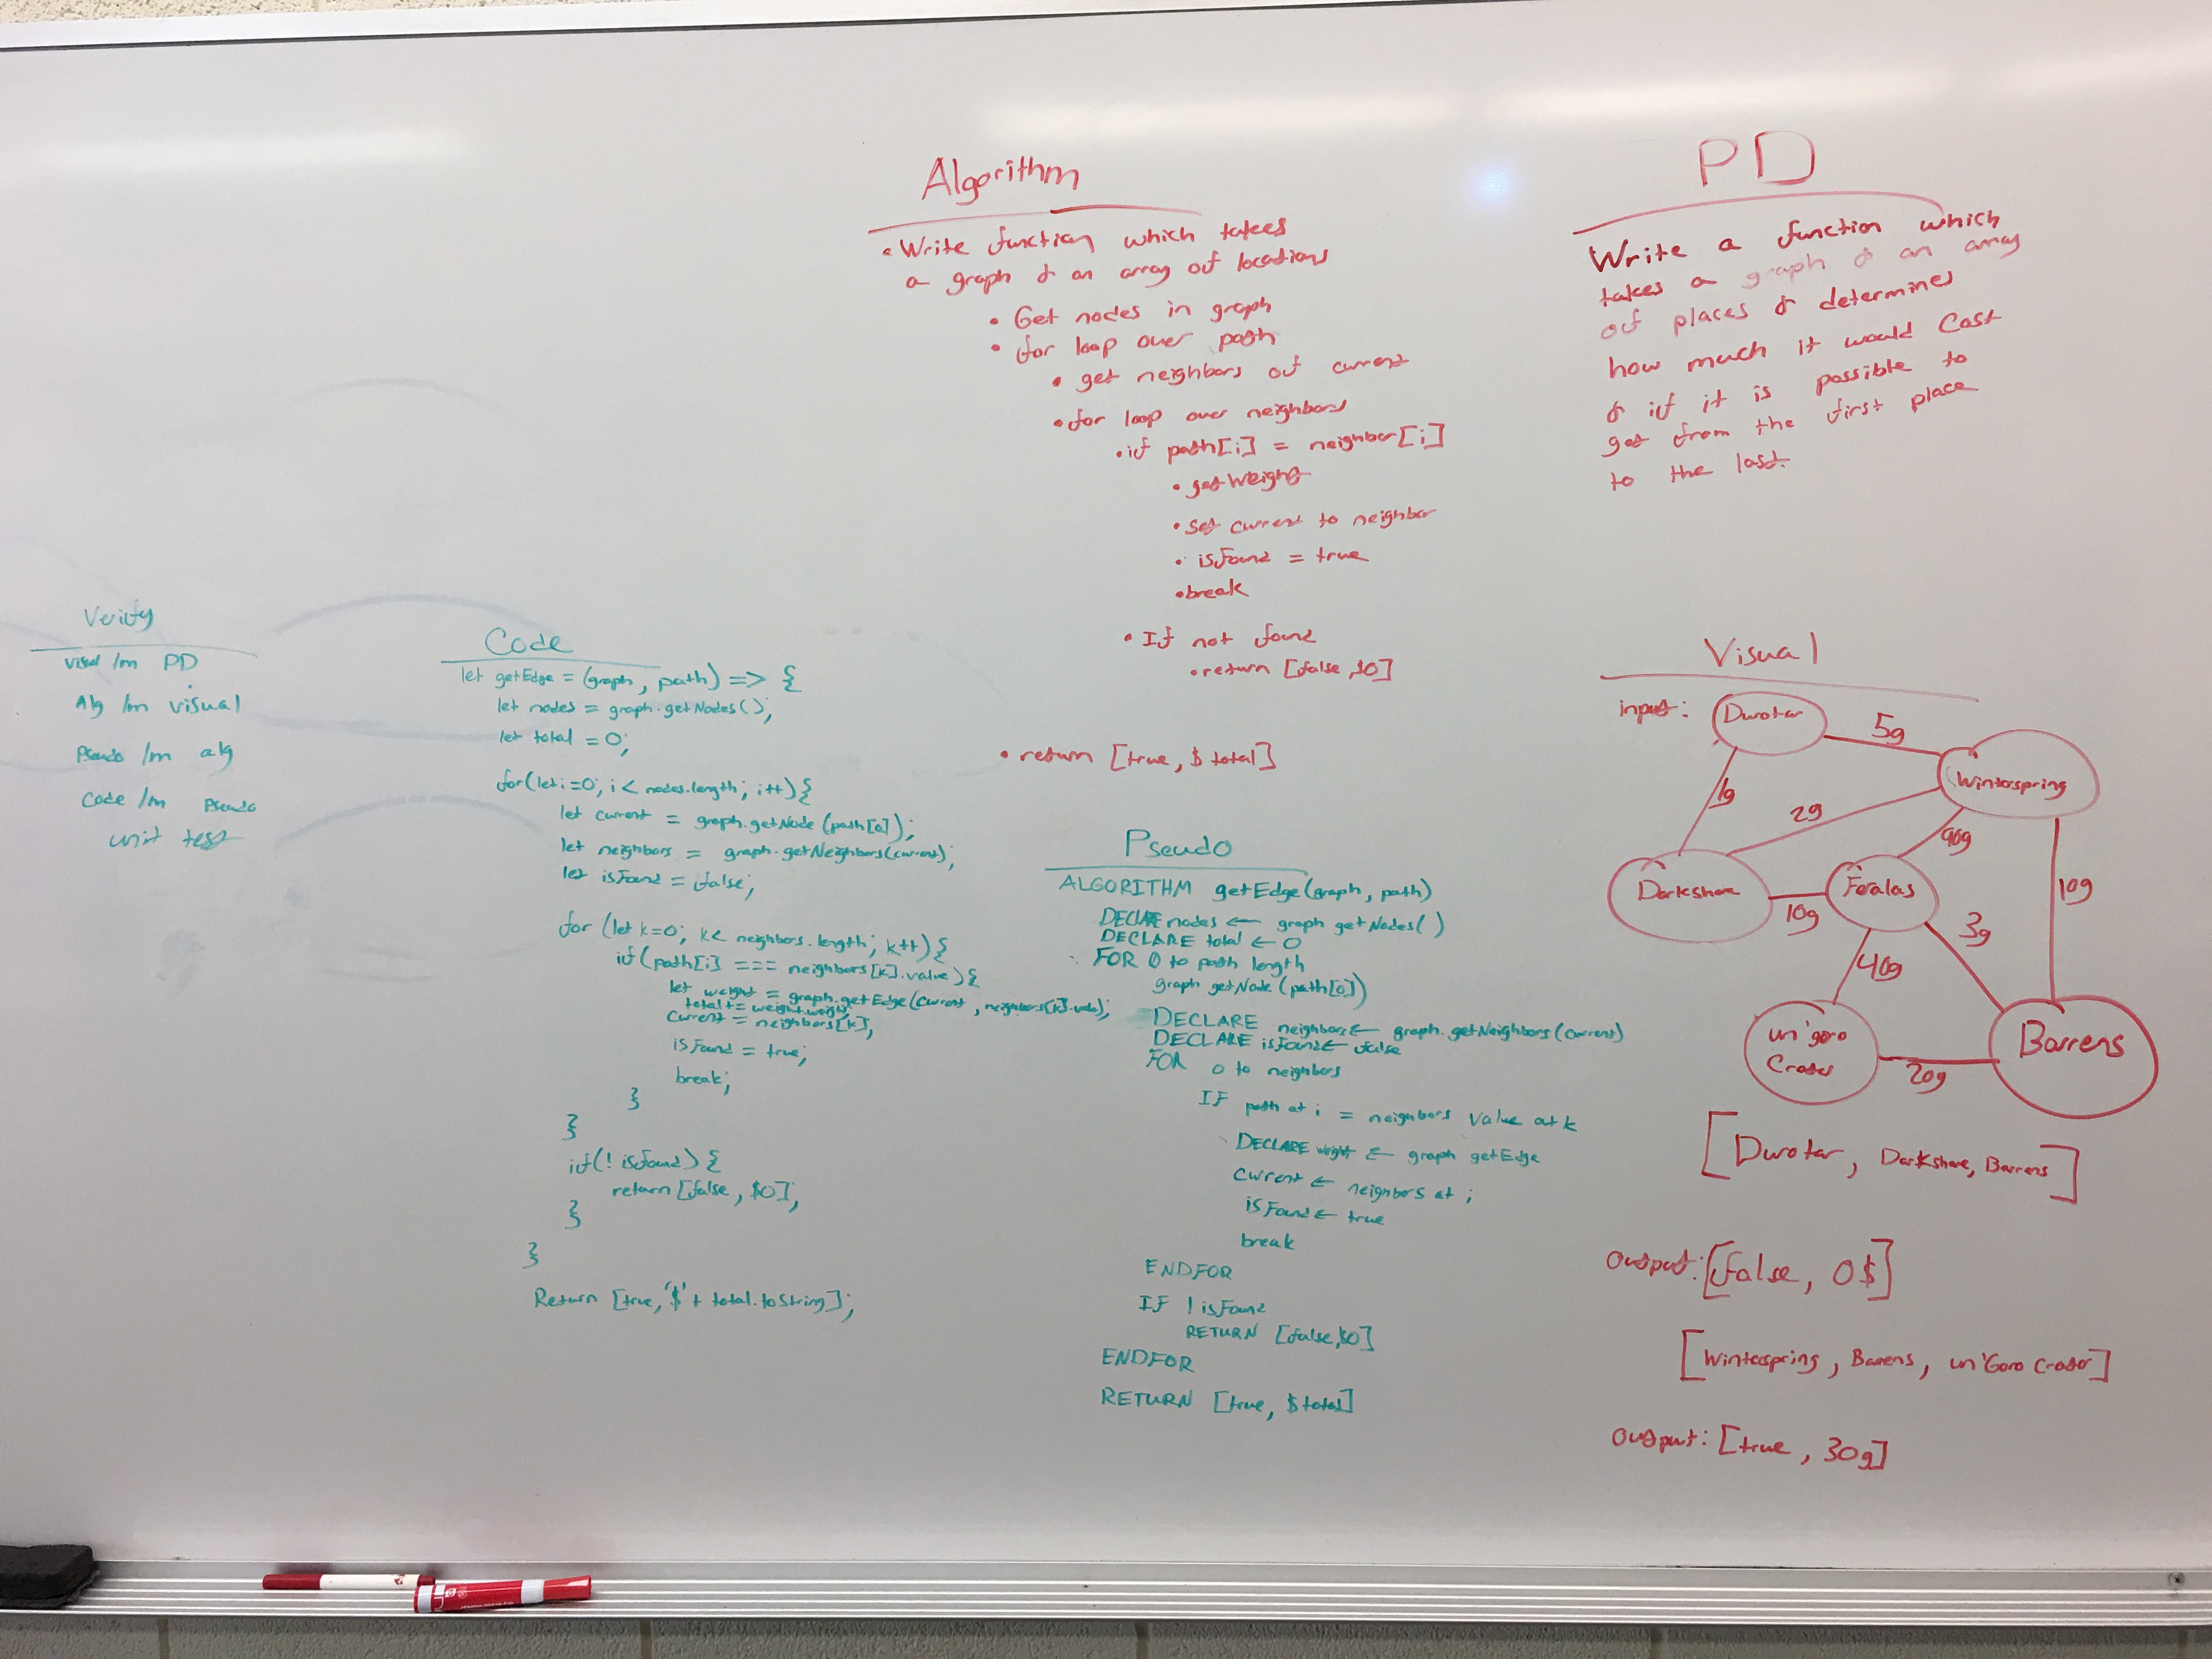 Algorithm
• Write function which takes
a graph & an array of locations
• Get nodes in graph
• for loop over path
• get neighbors of current
• for loop over neighbors
• if path[i] = neighbor[i]
• getWeight
• set current to neighbor
• isFound = true
• break
• If not found
• return [false, $0]
• return [true, $ total]
PD
Write a function which
takes a graph & an array
of places & determines
how much it would cost
& if it is possible to
get from the first place
to the last.
Verify
visual /m PD
Alg /m visual
Pseudo /m alg
Code /m Pseudo
unit test
Code
let getEdge = (graph, path) => {
let nodes = graph.getNodes();
let total = 0;
for(let i=0; i < nodes.length; i++){
let current = graph.getNode(path[0]);
let neighbors = graph.getNeighbors(current);
let isFound = false;
for (let k=0; k< neighbors.length; k++){
if(path[i] === neighbors[k].value){
let weight = graph.getEdge(current, neighbors[k].value);
total += weight.weight;
current = neighbors[k];
isFound = true;
break;
}
}
if(! isFound){
return [false, $0];
}
}
Return [true, '$' + total.toString];
Pseudo
ALGORITHM getEdge(graph, path)
DECLARE nodes ← graph getNodes()
DECLARE total ← 0
FOR 0 to path length
graph getNode(path[0])
DECLARE neighbors ← graph.getNeighbors(current)
DECLARE isFound ← false
FOR 0 to neighbors
IF path at i = neighbors value at k
DECLARE weight ← graph getEdge
current ← neighbors at i
isFound ← true
break
ENDFOR
IF !isFound
RETURN [false, $0]
ENDFOR
RETURN [true, $total]
Visual
input:
Durotar
5g
Winterspring
1g
2g
90g
10g
Darkshore
10g
Feralas
3g
40g
un'goro
Crater
20g
Barrens
[Durotar, Darkshore, Barrens]
output: [false, 0$]
[Winterspring, Barrens, un'Goro Crater]
output: [true, 30g]